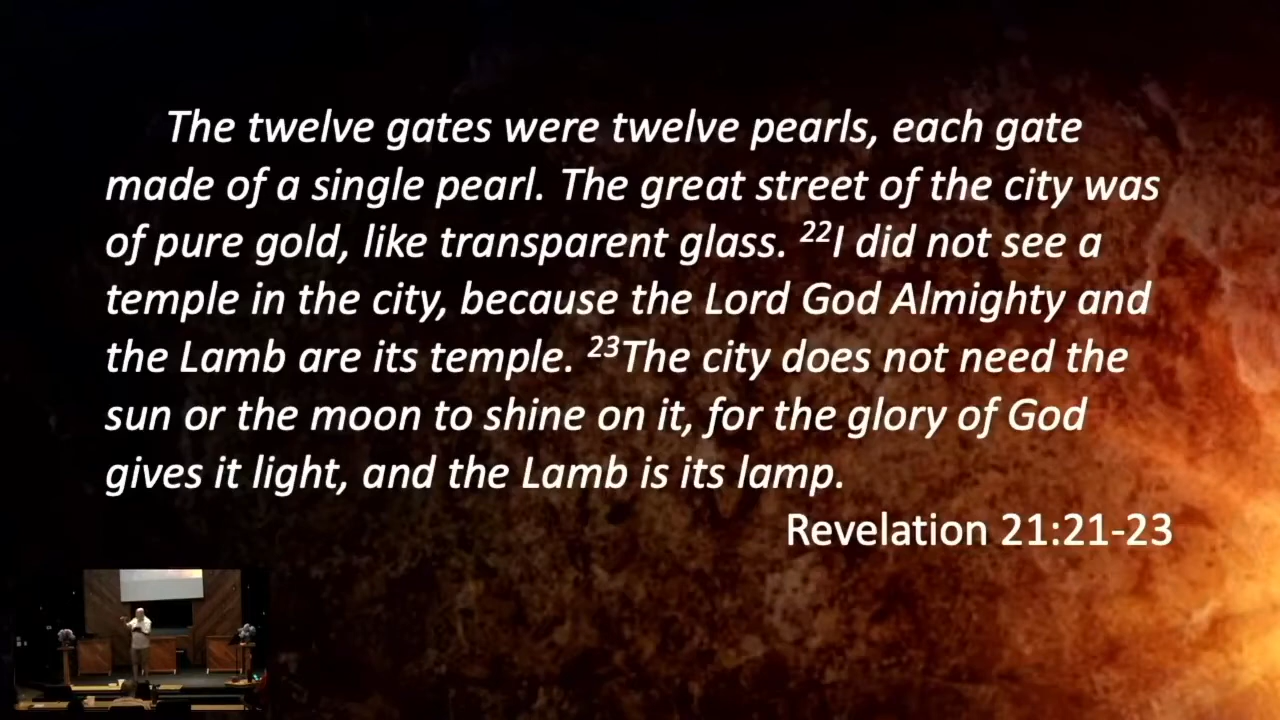 The twelve gates were twelve pearls, each gate
made of a single pearl. The great street of the city was
of pure gold, like transparent glass. ²²I did not see a
temple in the city, because the Lord God Almighty and
the Lamb are its temple. ²³The city does not need the
sun or the moon to shine on it, for the glory of God
gives it light, and the Lamb is its lamp.
Revelation 21:21-23